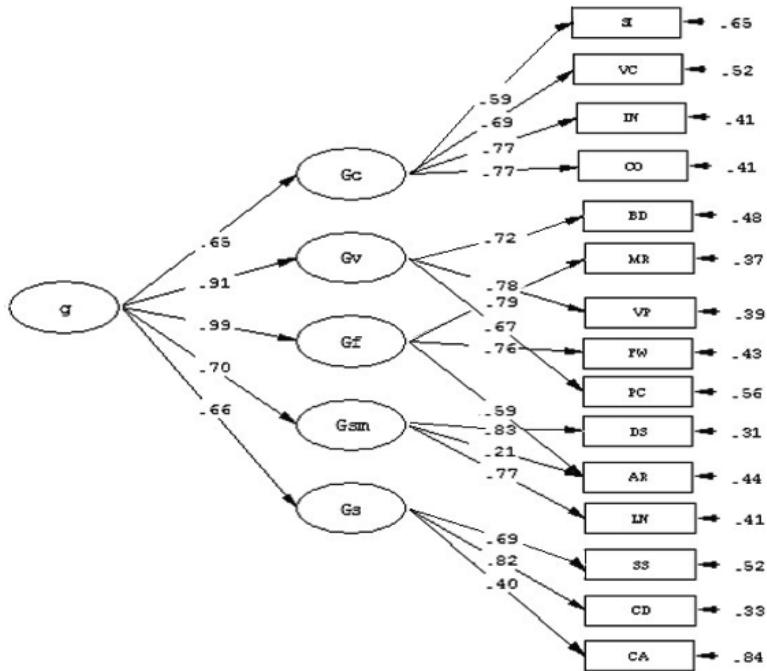 SI .65
VC .52
.59
.69
IN .41
.77
Gc .77 CO .41
BD .48
.65 .72
Gv MR .37
.91 .78
.79
g VP .39
.99 .67
Gf .76 FW .43
.70 PC .56
.66 .59
Gsm .83 DS .31
.21
.77 AR .44
Gs LN .41
.69
.82 SS .52
.40
CD .33
CA .84